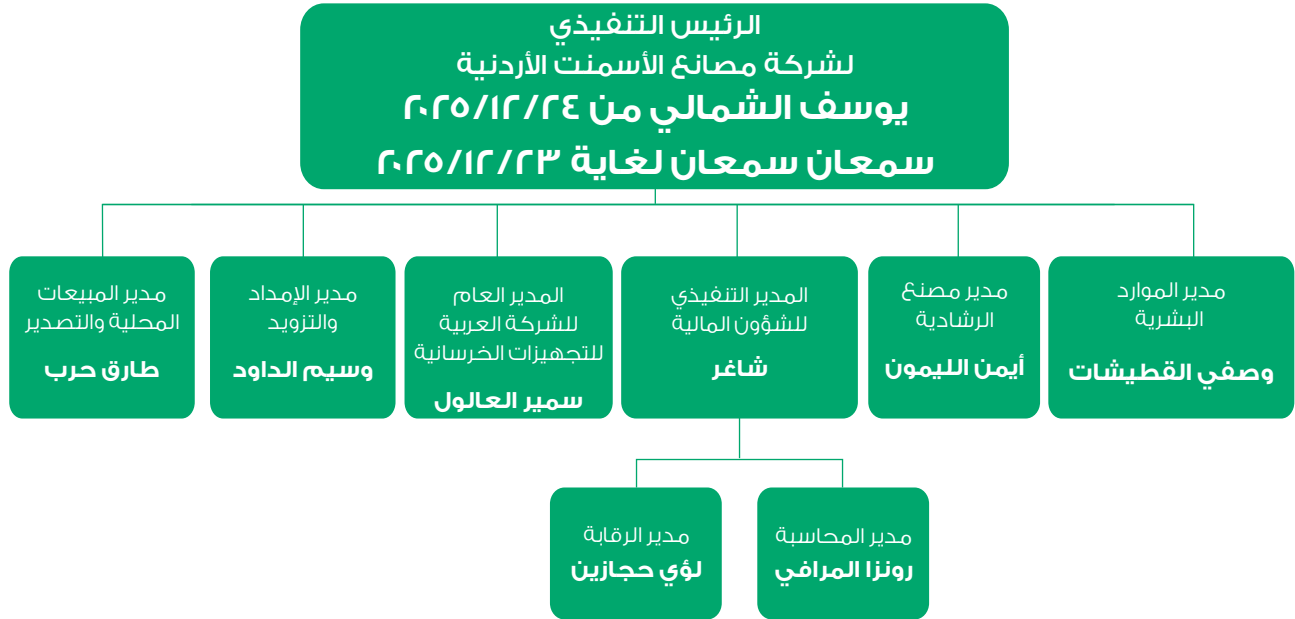 الرئيس التنفيذي
لشركة مصانع الأسمنت الأردنية
يوسف الشمالي من ٢٠٢٥/١٢/٢٤
سمعان سمعان لغاية ٢٠٢٥/١٢/٢٣
مدير الموارد
البشرية
وصفي القطيشات
مدير مصنع
الرشادية
أيمن الليمون
المدير التنفيذي
للشؤون المالية
شاغر
المدير العام
للشركة العربية
للتجهيزات الخرسانية
سمير العالول
مدير الإمداد
والتزويد
وسيم الداود
مدير المبيعات
المحلية والتصدير
طارق حرب
مدير المحاسبة
رونزا المرافي
مدير الرقابة
لؤي حجازين